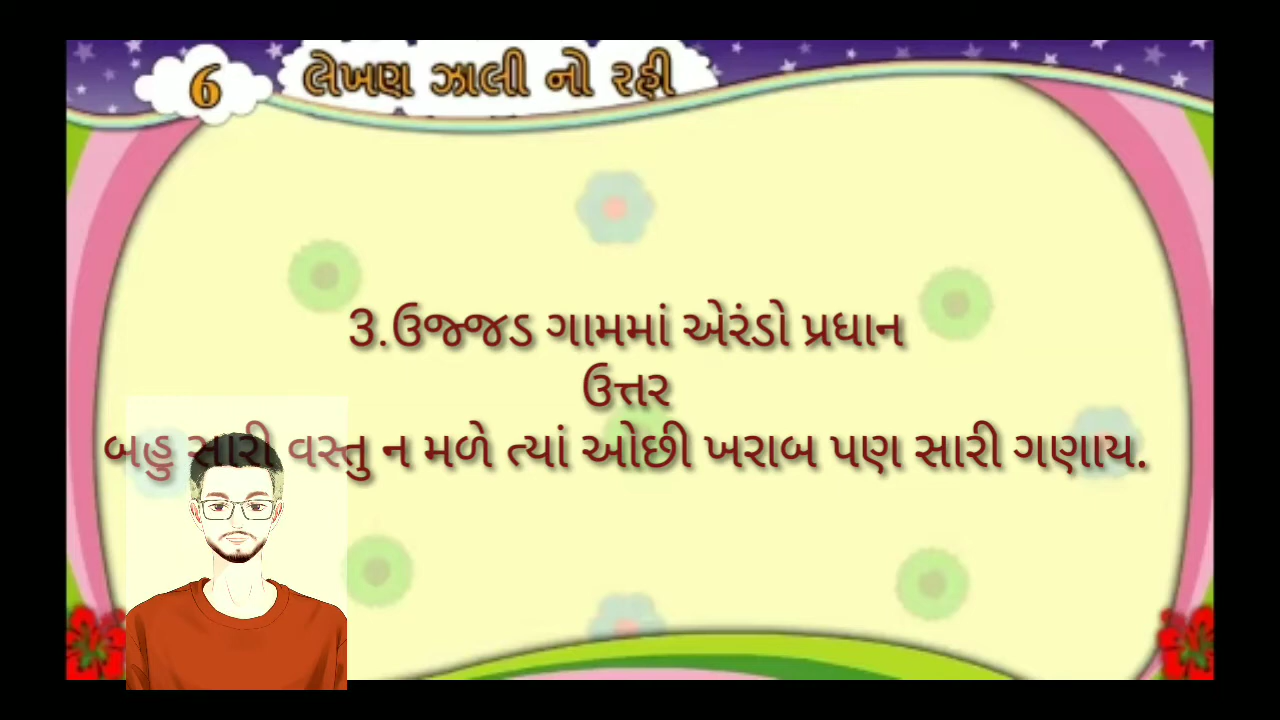 6 લેખણ ઝાલી નો રહી
3.ઉજ્જડ ગામમાં એરંડો પ્રધાન
ઉત્તર
બહુ સારી વસ્તુ ન મળે ત્યાં ઓછી ખરાબ પણ સારી ગણાય.